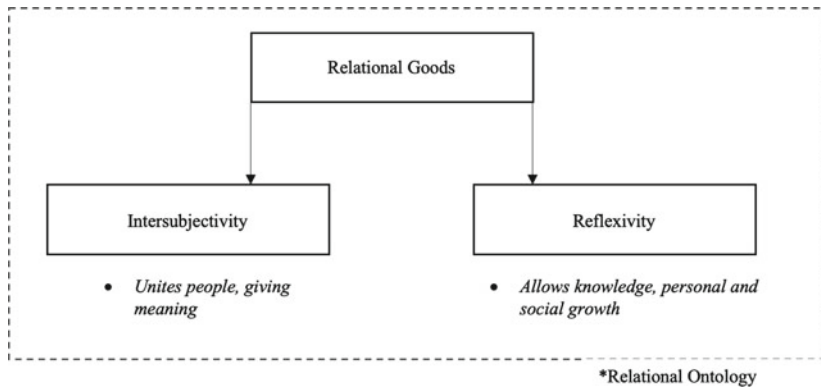 Relational Goods
Intersubjectivity
Reflexivity
• Unites people, giving
meaning
• Allows knowledge, personal and
social growth
*Relational Ontology